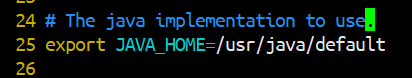 24 # The java implementation to use.
25 export JAVA_HOME=/usr/java/default
26